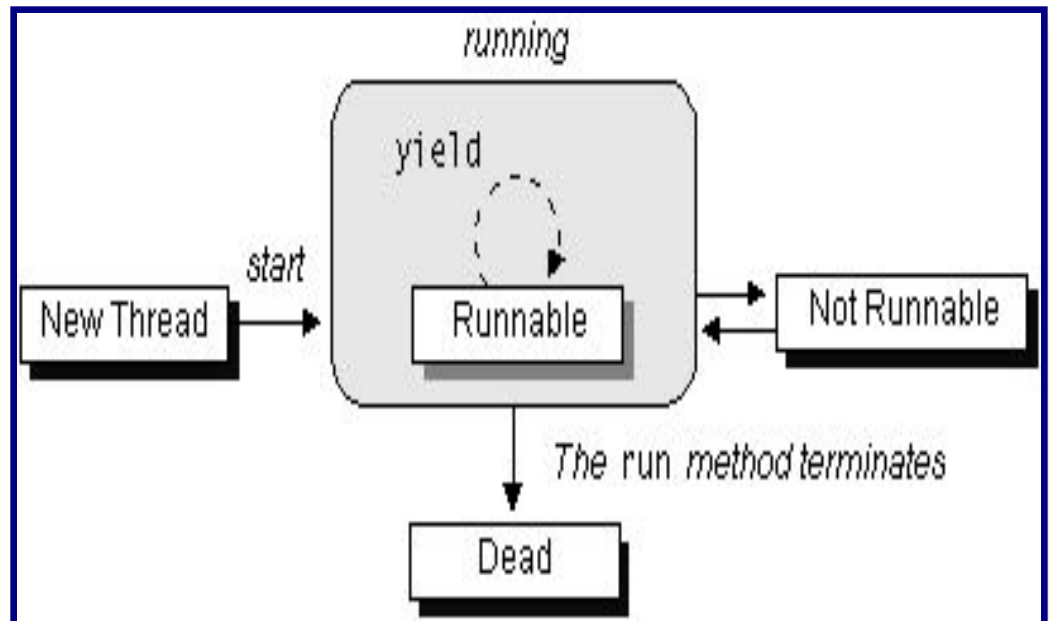 running
yield
start
New Thread
Runnable
Not Runnable
The run method terminates
Dead